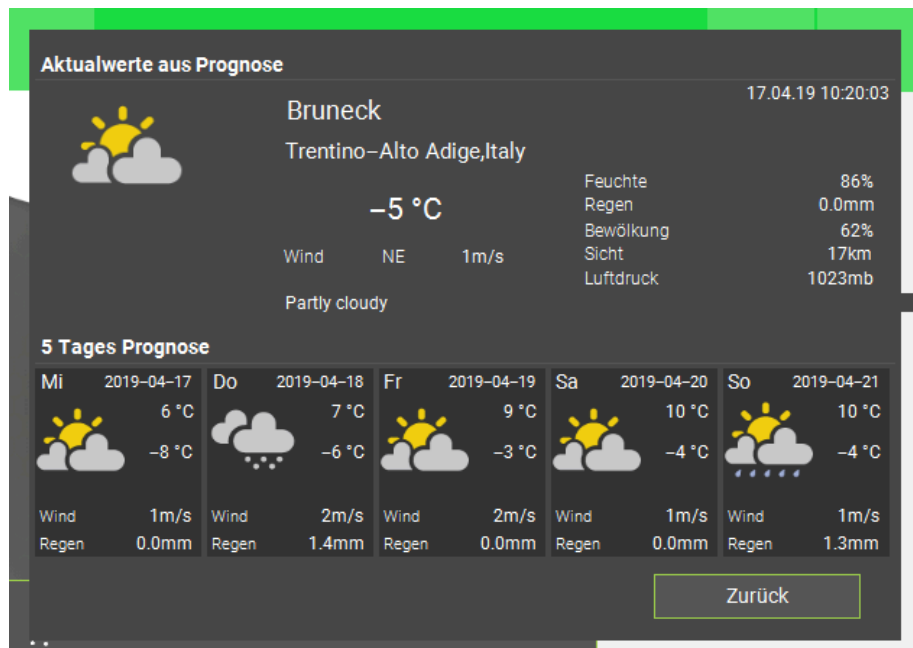 Aktualwerte aus Prognose
17.04.19 10:20:03
Bruneck
Trentino–Alto Adige,Italy
–5 °C
Wind NE 1m/s
Partly cloudy
Feuchte 86%
Regen 0.0mm
Bewölkung 62%
Sicht 17km
Luftdruck 1023mb
5 Tages Prognose
Mi 2019–04–17
6 °C
–8 °C
Wind 1m/s
Regen 0.0mm
Do 2019–04–18
7 °C
–6 °C
Wind 2m/s
Regen 1.4mm
Fr 2019–04–19
9 °C
–3 °C
Wind 2m/s
Regen 0.0mm
Sa 2019–04–20
10 °C
–4 °C
Wind 1m/s
Regen 0.0mm
So 2019–04–21
10 °C
–4 °C
Wind 1m/s
Regen 1.3mm
Zurück